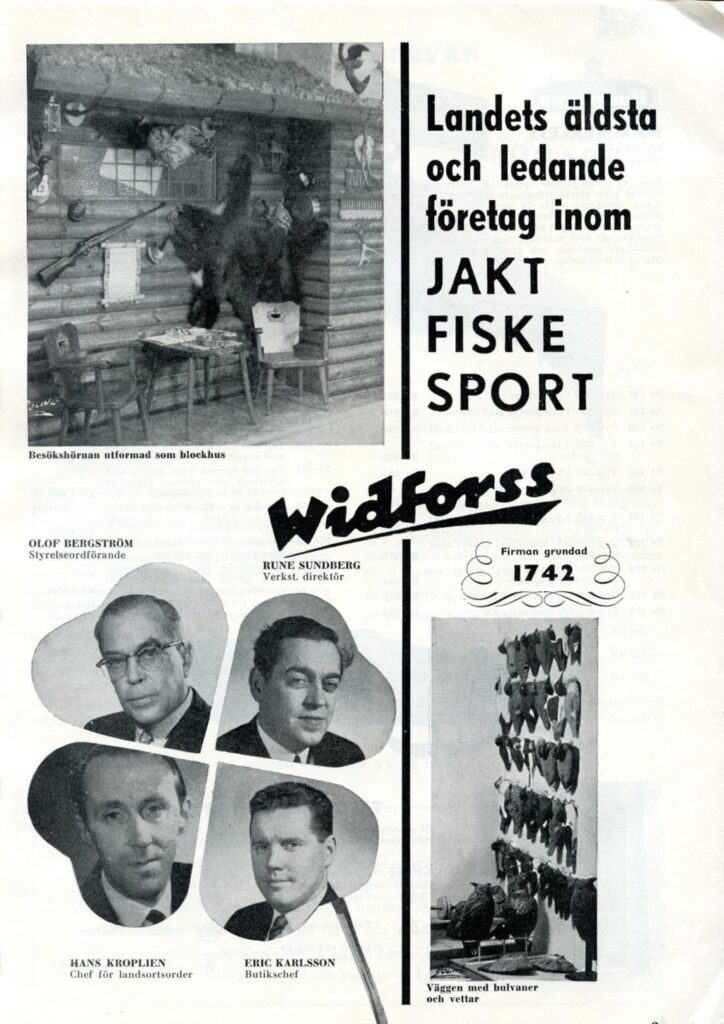 Landets äldsta
och ledande
företag inom
JAKT
FISKE
SPORT
Besökshörnan utformad som blockhus
Widforss
Firman grundad
1742
OLOF BERGSTRÖM
Styrelseordförande
RUNE SUNDBERG
Verkst. direktör
HANS KROPLIEN
Chef för landsortsorder
ERIC KARLSSON
Butikschef
Väggen med bulvaner
och vettar